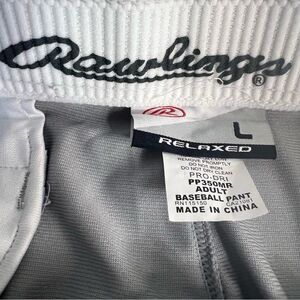 Rawlings®
R
L
RELAXED
REMOVE PROMPTLY
DO NOT IRON
DO NOT DRY CLEAN
PRO-DRI
PP350MR
ADULT
BASEBALL PANT
RN115150
MADE IN CHINA